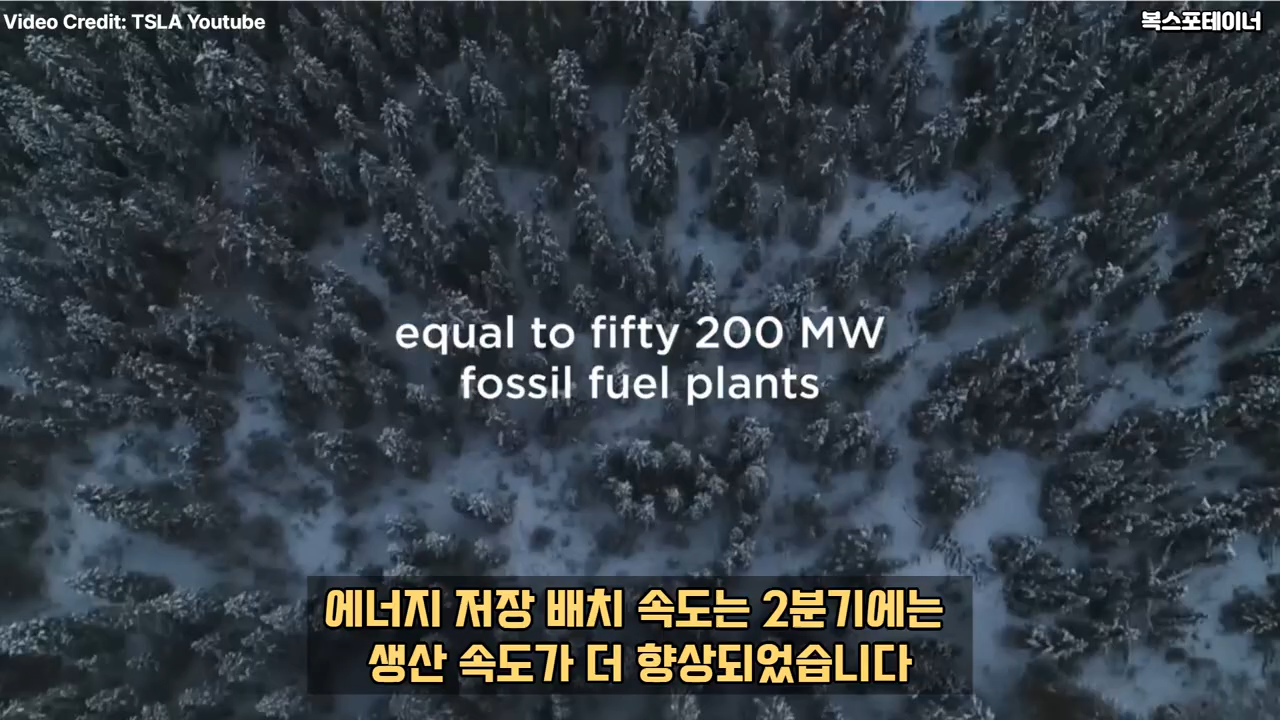 Video Credit: TSLA Youtube
복스포테이너
equal to fifty 200 MW
fossil fuel plants
에너지 저장 배치 속도는 2분기에는
생산 속도가 더 향상되었습니다